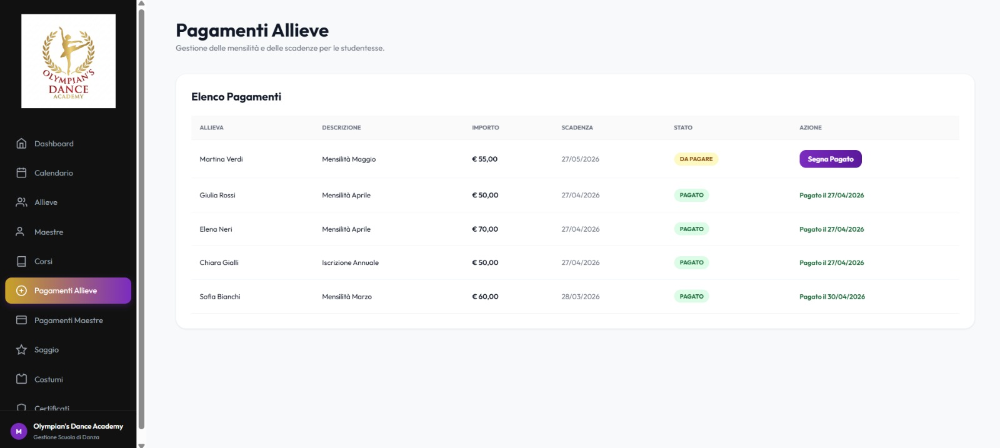 OLYMPIAN'S
DANCE
ACADEMY
Dashboard
Calendario
Allieve
Maestre
Corsi
Pagamenti Allieve
Pagamenti Maestre
Saggio
Costumi
Certificati
M
Olympian's Dance Academy
Gestione Scuola di Danza
Pagamenti Allieve
Gestione delle mensilità e delle scadenze per le studentesse.
Elenco Pagamenti
ALLIEVA DESCRIZIONE IMPORTO SCADENZA STATO AZIONE
Martina Verdi Mensilità Maggio € 55,00 27/05/2026 DA PAGARE Segna Pagato
Giulia Rossi Mensilità Aprile € 50,00 27/04/2026 PAGATO Pagato il 27/04/2026
Elena Neri Mensilità Aprile € 70,00 27/04/2026 PAGATO Pagato il 27/04/2026
Chiara Gialli Iscrizione Annuale € 50,00 27/04/2026 PAGATO Pagato il 27/04/2026
Sofia Bianchi Mensilità Marzo € 60,00 28/03/2026 PAGATO Pagato il 30/04/2026